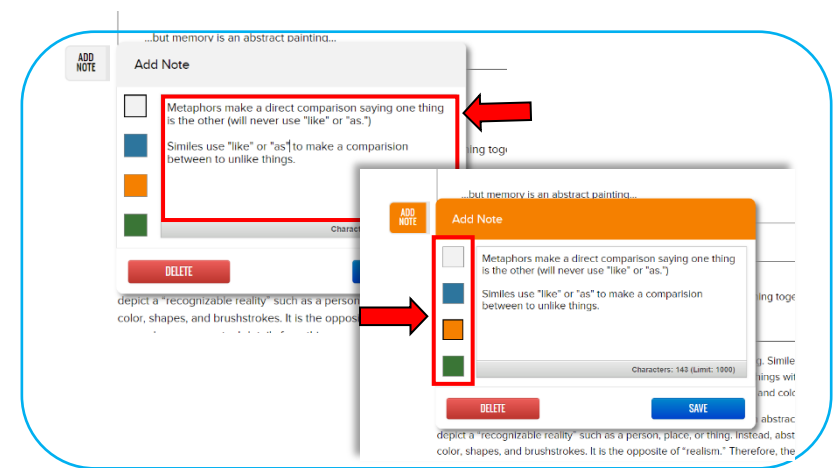 ...but memory is an abstract painting...
ADD
NOTE
Add Note
Metaphors make a direct comparison saying one thing
is the other (will never use "like" or "as.")
Similes use "like" or "as" to make a comparision
between to unlike things.
DELETE
depict a "recognizable reality" such as a person
color, shapes, and brushstrokes. It is the
...but memory is an abstract painting...
ADD
NOTE
Add Note
Metaphors make a direct comparison saying one thing
is the other (will never use "like" or "as.")
Similes use "like" or "as" to make a comparision
between to unlike things.
Characters: 143 (Limit: 1000)
DELETE
SAVE
and
depict a "recognizable reality" such as a person, place, or thing. Instead,
color, shapes, and brushstrokes. It is the opposite of "realism." Therefore, the